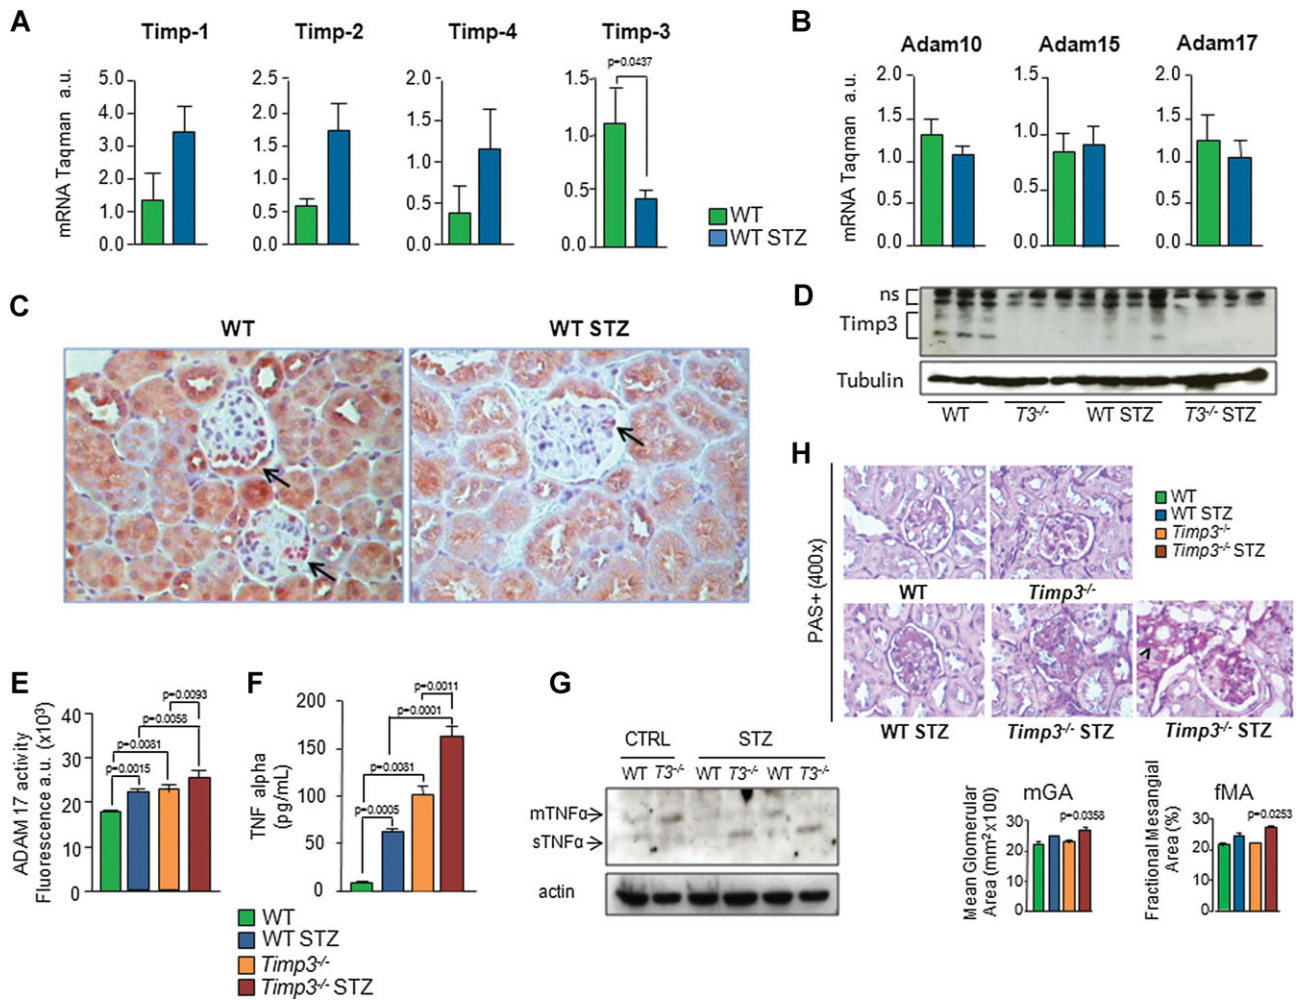 A
Timp-1
Timp-2
Timp-4
Timp-3
mRNA Taqman a.u.
5.0
4.0
3.0
2.0
1.0
0.0
2.5
2.0
1.5
1.0
0.5
0.0
2.0
1.5
1.0
0.5
0.0
p=0.0437
1.5
1.0
0.5
0.0
WT
WT STZ
B
Adam10
Adam15
Adam17
mRNA Taqman a.u.
2.0
1.5
1.0
0.5
0.0
1.5
1.0
0.5
0.0
2.0
1.5
1.0
0.5
0.0
C
WT
WT STZ
D
ns
Timp3
Tubulin
WT
T3-/-
WT STZ
T3-/- STZ
E
ADAM 17 activity
Fluorescence a.u. (x10³)
40
30
20
10
0
p=0.0093
p=0.0058
p=0.0081
p=0.0015
F
TNF alpha
(pg/mL)
200
150
100
50
0
p=0.0011
p=0.0001
p=0.0081
p=0.0005
WT
WT STZ
Timp3-/-
Timp3-/- STZ
G
CTRL
STZ
WT T3-/- WT T3-/- WT T3-/-
mTNFα
sTNFα
actin
H
PAS+ (400x)
WT
WT STZ
Timp3-/-
Timp3-/- STZ
WT
Timp3-/-
WT STZ
Timp3-/- STZ
Timp3-/- STZ
mGA
p=0.0358
Mean Glomerular
Area (mm²x100)
30
20
10
0
fMA
p=0.0253
Fractional Mesangial
Area (%)
30
20
10
0